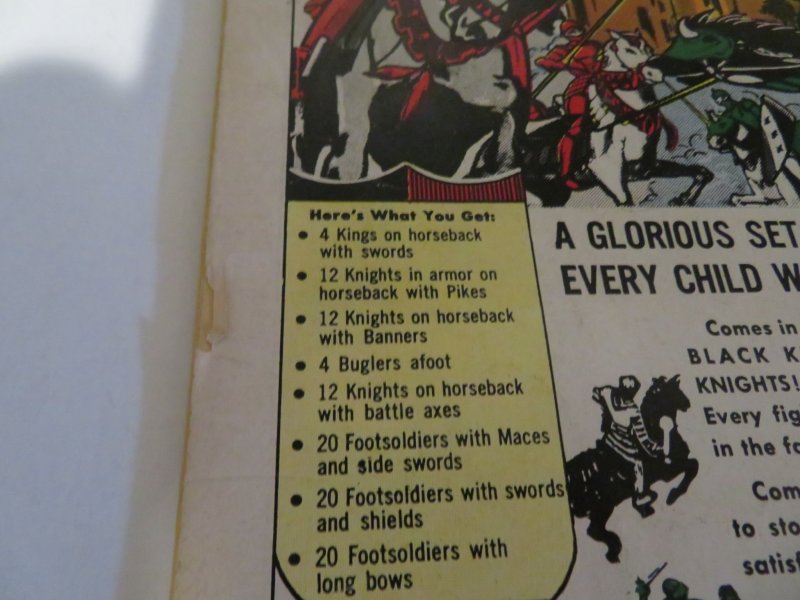 Here's What You Get:
• 4 Kings on horseback
with swords
• 12 Knights in armor on
horseback with Pikes
• 12 Knights on horseback
with Banners
• 4 Buglers afoot
• 12 Knights on horseback
with battle axes
• 20 Footsoldiers with Maces
and side swords
• 20 Footsoldiers with swords
and shields
• 20 Footsoldiers with
long bows
A GLORIOUS SET
EVERY CHILD W
Comes in
BLACK K
KNIGHTS!
Every fig
in the fo
Com
to sto
satisf